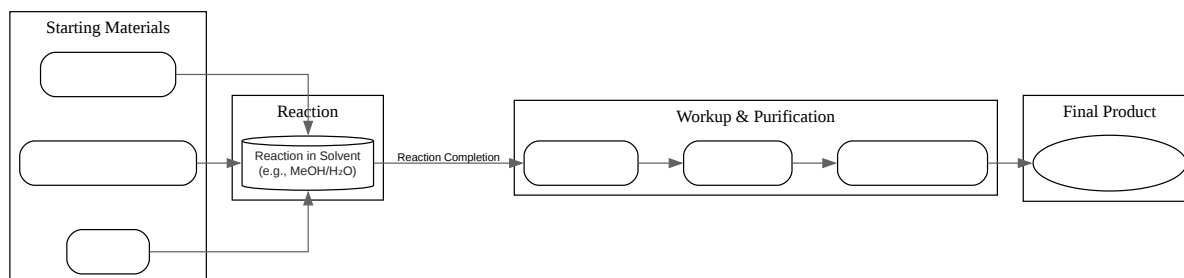 Starting Materials
Reaction
Reaction in Solvent
(e.g., MeOH/H₂O)
Reaction Completion
Workup & Purification
Final Product